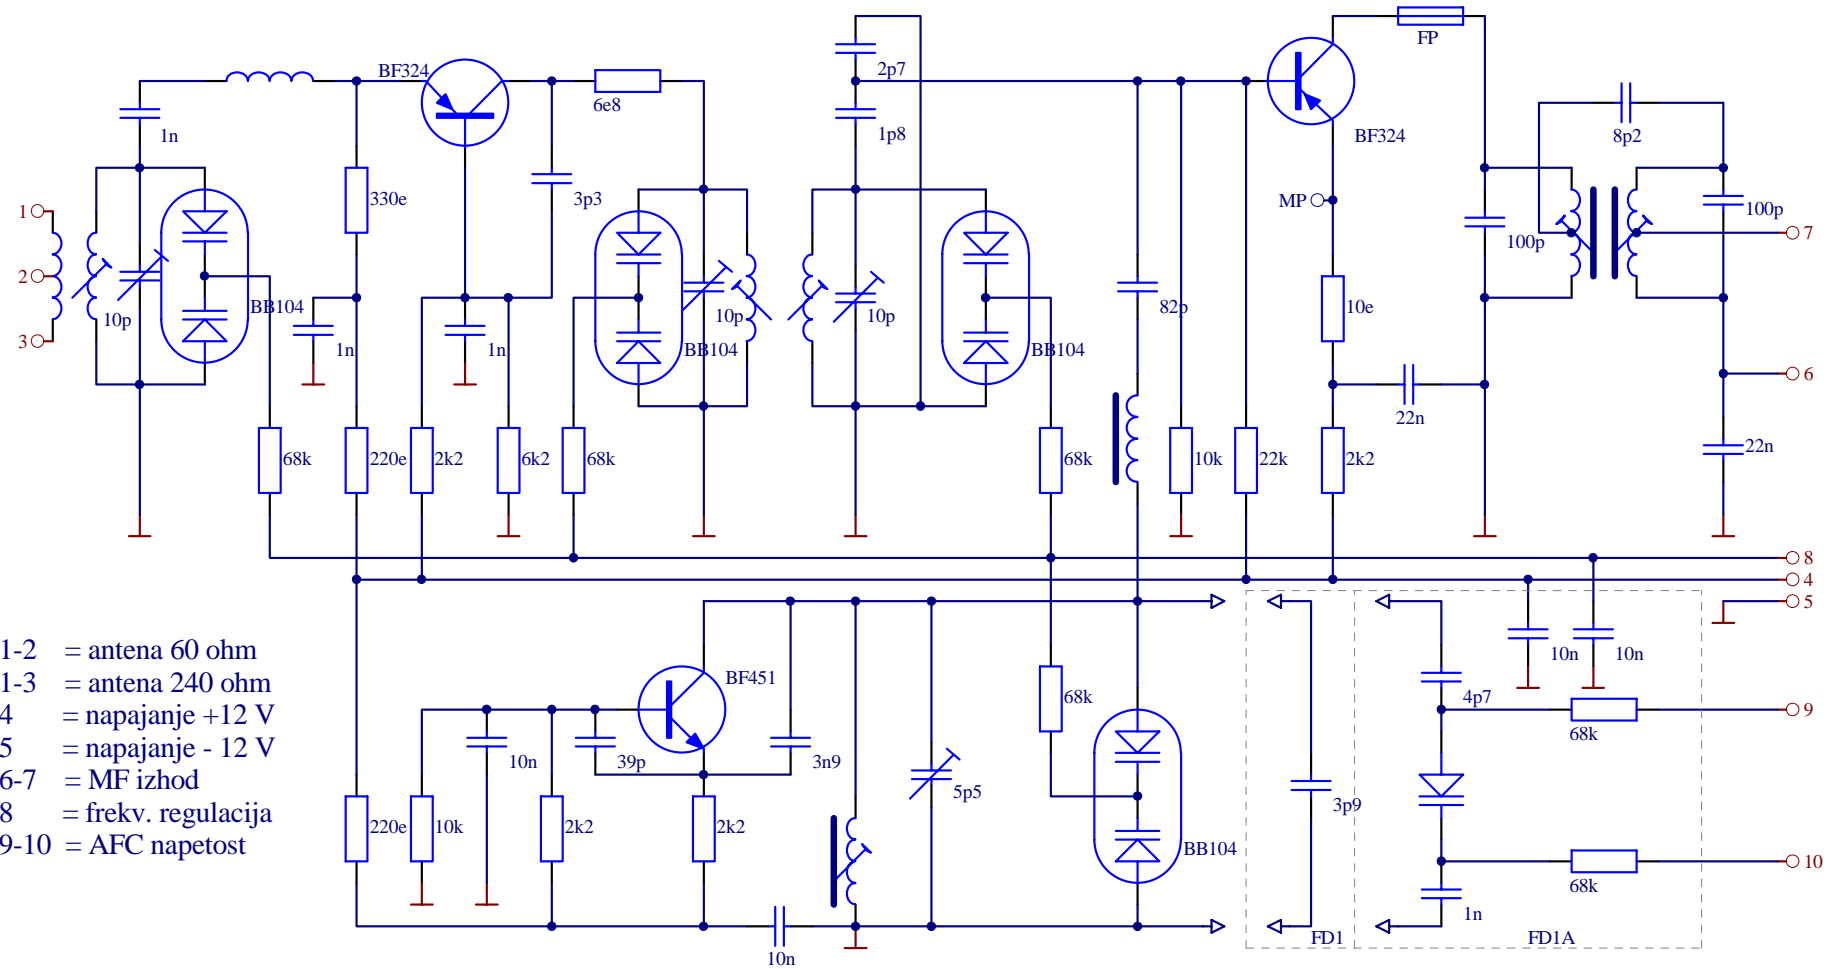 FP
BF324
2p7
6e8
1n
1p8
BF324
8p2
330e
3p3
MP
1
100p
7
100p
2
BB104
10p
1n
1n
10p
BB104
10p
BB104
82p
10e
3
6
22n
68k
220e
2k2
6k2
68k
68k
10k
22k
2k2
22n
8
4
5
1-2 = antena 60 ohm
1-3 = antena 240 ohm
4 = napajanje +12 V
5 = napajanje - 12 V
6-7 = MF izhod
8 = frekv. regulacija
9-10 = AFC napetost
BF451
68k
10n
10n
4p7
9
68k
10n
39p
3n9
5p5
3p9
220e
10k
2k2
2k2
BB104
10
68k
1n
FD1
FD1A
10n